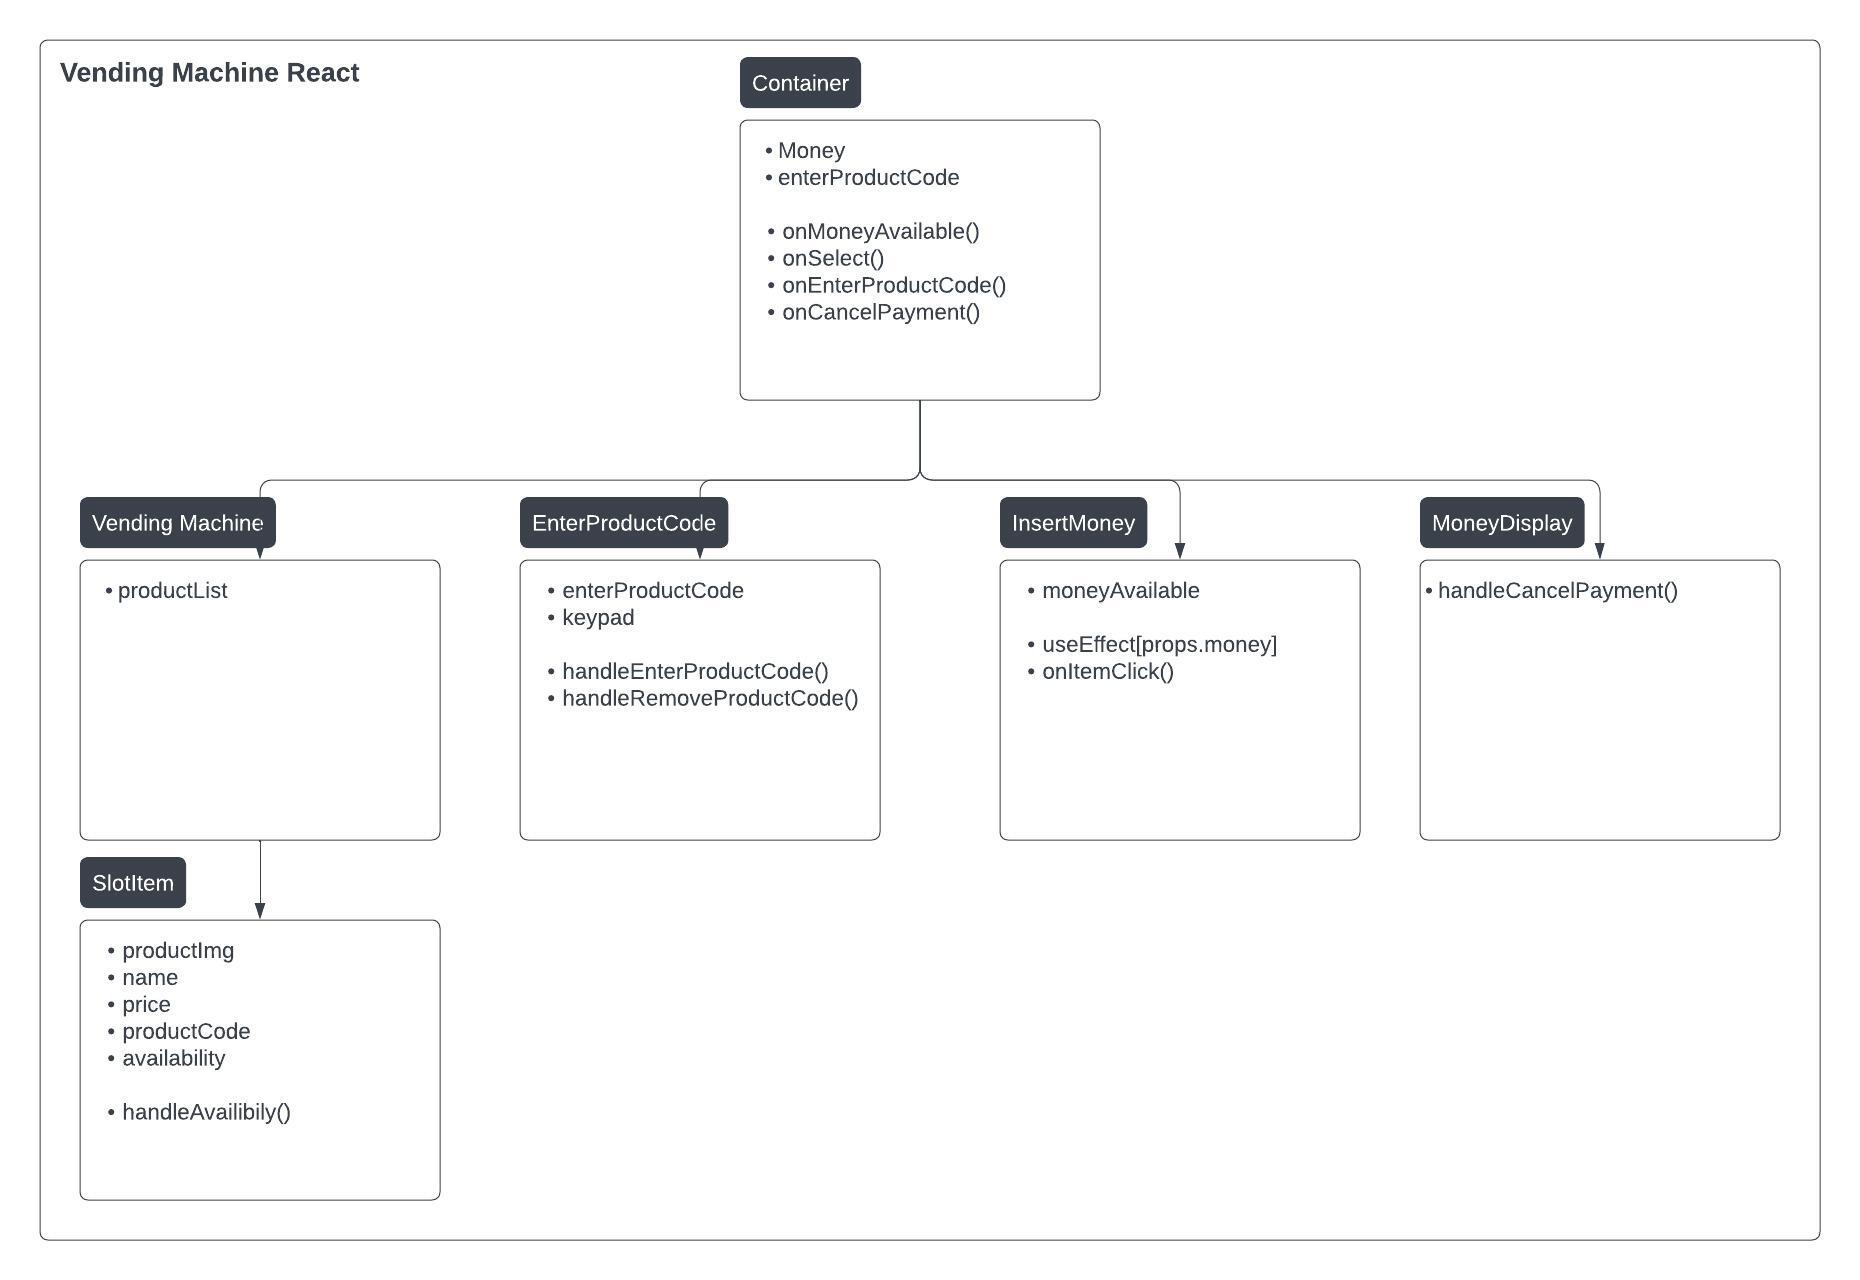 Vending Machine React
Container
• Money
• enterProductCode
• onMoneyAvailable()
• onSelect()
• onEnterProductCode()
• onCancelPayment()
Vending Machine
• productList
EnterProductCode
• enterProductCode
• keypad
• handleEnterProductCode()
• handleRemoveProductCode()
InsertMoney
• moneyAvailable
• useEffect[props.money]
• onItemClick()
MoneyDisplay
• handleCancelPayment()
SlotItem
• productImg
• name
• price
• productCode
• availability
• handleAvailibily()